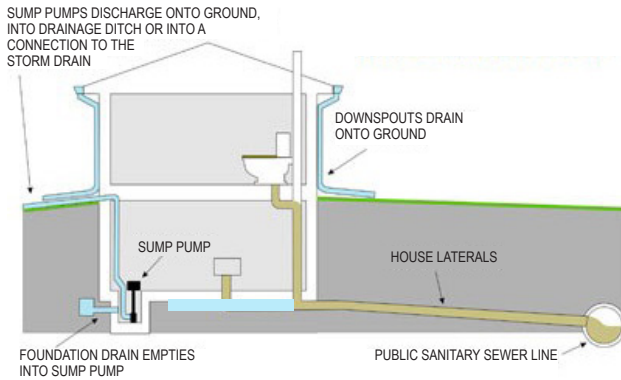 SUMP PUMPS DISCHARGE ONTO GROUND,
INTO DRAINAGE DITCH OR INTO A
CONNECTION TO THE
STORM DRAIN
DOWNSPOUTS DRAIN
ONTO GROUND
SUMP PUMP
HOUSE LATERALS
FOUNDATION DRAIN EMPTIES
INTO SUMP PUMP
PUBLIC SANITARY SEWER LINE